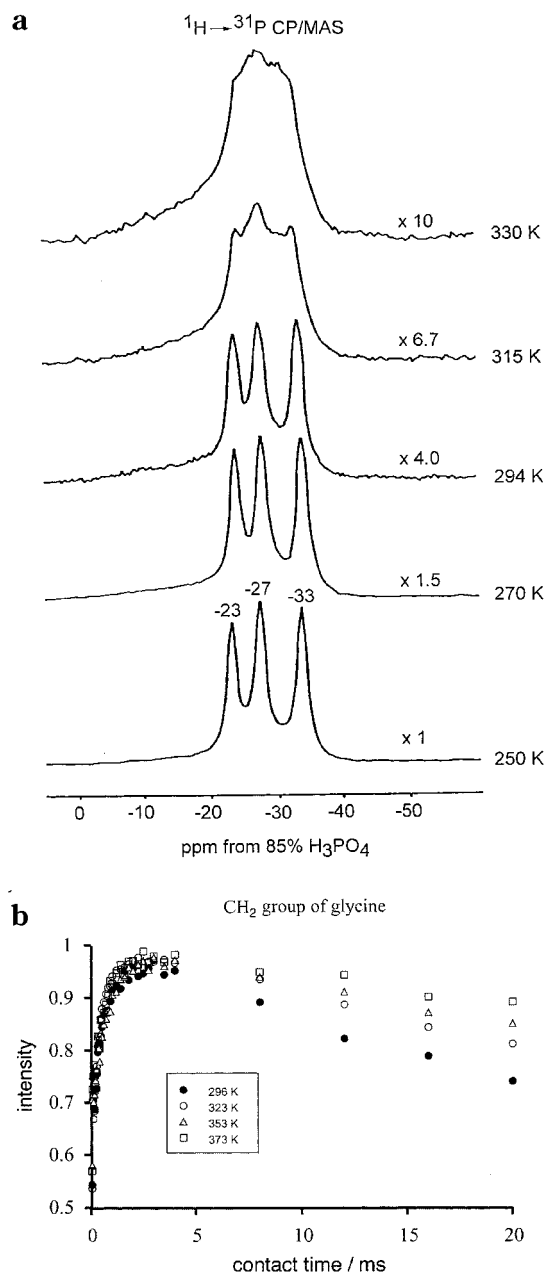 a
¹H→³¹P CP/MAS
x 10 330 K
x 6.7 315 K
x 4.0 294 K
x 1.5 270 K
-23 -27 -33
x 1 250 K
0 -10 -20 -30 -40 -50
ppm from 85% H₃PO₄
b
CH₂ group of glycine
1
0.9
0.8
0.7
0.6
0.5
intensity
296 K
323 K
353 K
373 K
0 5 10 15 20
contact time / ms